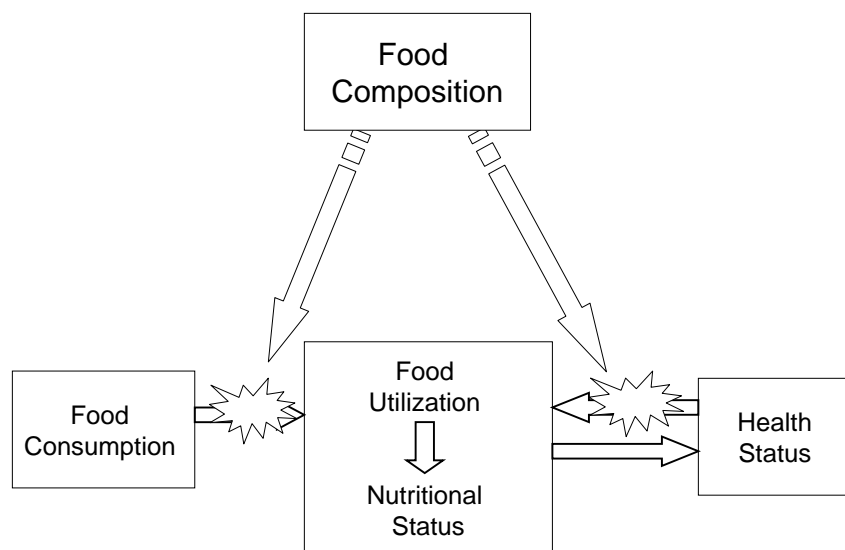 Food
Composition
Food
Consumption
Food
Utilization
Nutritional
Status
Health
Status